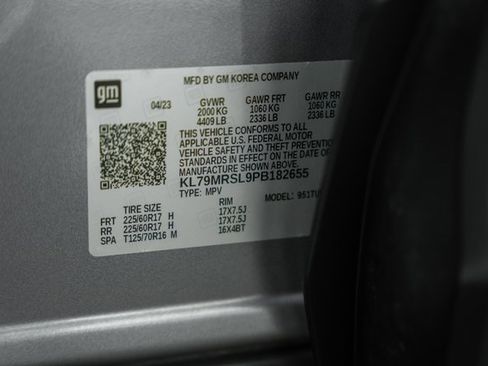 gm
MFD BY GM KOREA COMPANY
04/23 GVWR GAWR FRT GAWR RR
2000 KG 1060 KG 1060 KG
4409 LB 2336 LB 2336 LB
THIS VEHICLE CONFORMS TO ALL
APPLICABLE U.S. FEDERAL MOTOR
VEHICLE SAFETY AND THEFT PREVENTION
STANDARDS IN EFFECT ON THE DATE OF
MANUFACTURE SHOWN ABOVE
KL79MRSL9PB182655
TYPE: MPV MODEL: 951TU
TIRE SIZE RIM
FRT 225/60R17 H 17X7.5J
RR 225/60R17 H 17X7.5J
SPA T125/70R16 M 16X4BT